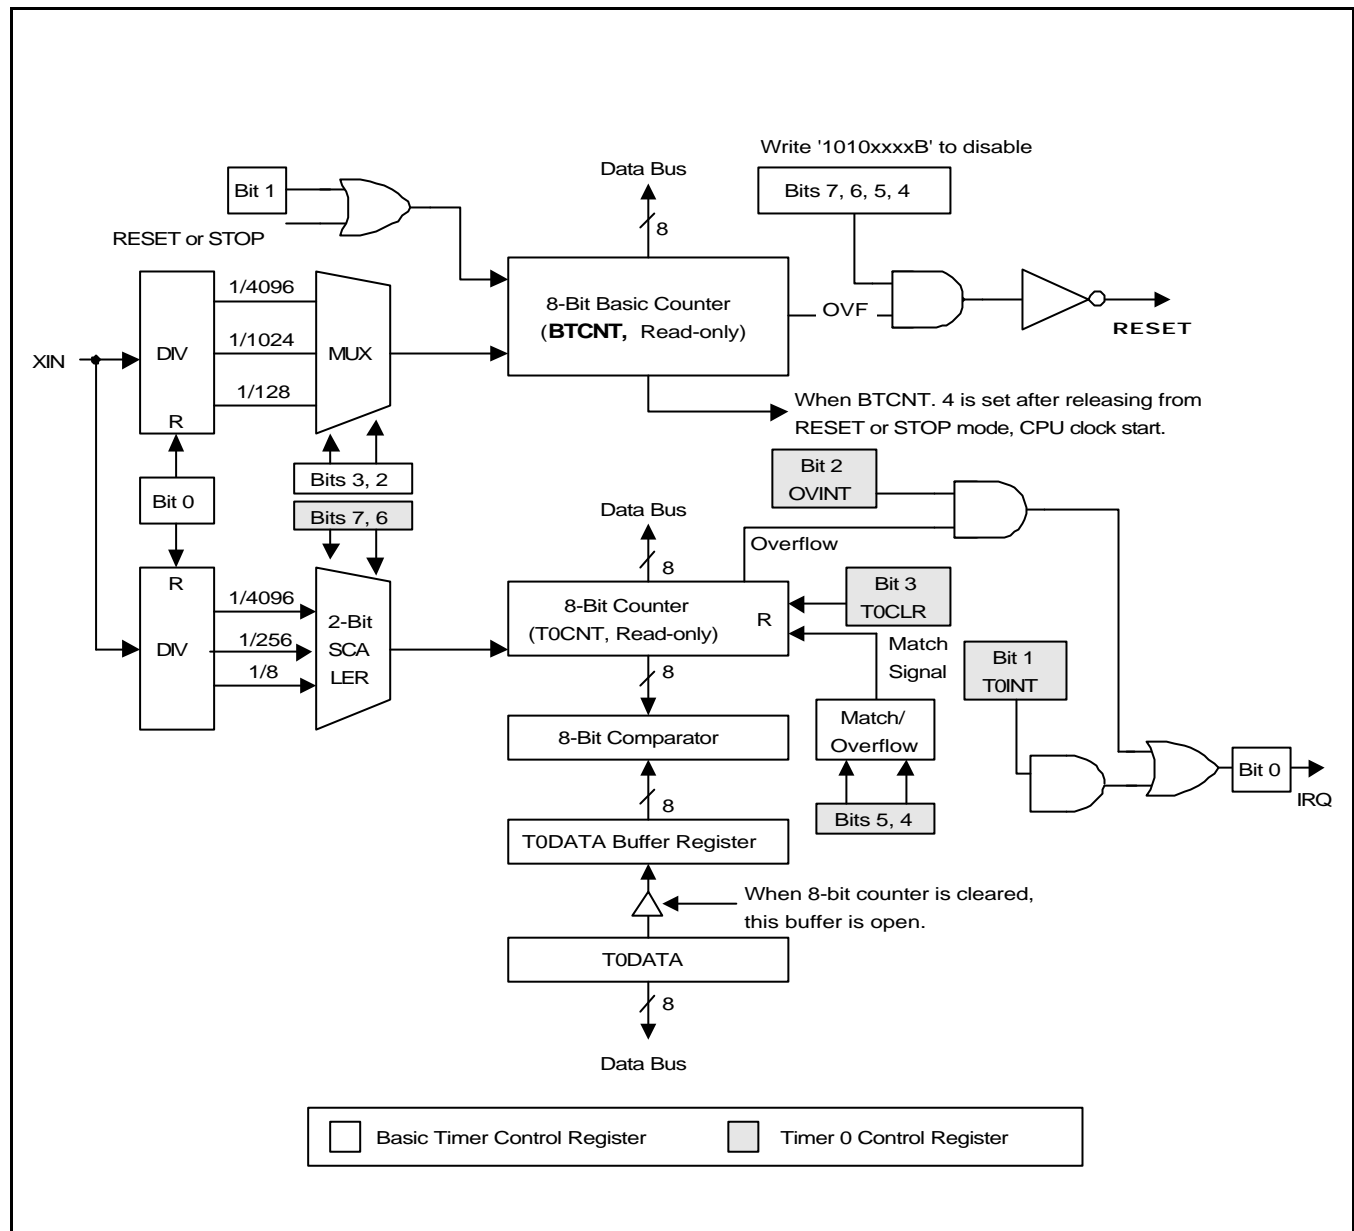 Write '1010xxxxB' to disable
Data Bus
Bit 1
Bits 7, 6, 5, 4
8
RESET or STOP
1/4096
8-Bit Basic Counter
(BTCNT, Read-only)
OVF
RESET
XIN
DIV
1/1024
MUX
1/128
R
When BTCNT. 4 is set after releasing from
RESET or STOP mode, CPU clock start.
Bits 3, 2
Bit 0
Bits 7, 6
Bit 2
OVINT
Data Bus
8
Overflow
R
1/4096
DIV
1/256
1/8
2-Bit
SCA
LER
8-Bit Counter
(T0CNT, Read-only)
R
Bit 3
T0CLR
Match
Signal
Bit 1
T0INT
8
8-Bit Comparator
Match/
Overflow
Bit 0
IRQ
8
Bits 5, 4
T0DATA Buffer Register
When 8-bit counter is cleared,
this buffer is open.
T0DATA
8
Data Bus
Basic Timer Control Register
Timer 0 Control Register